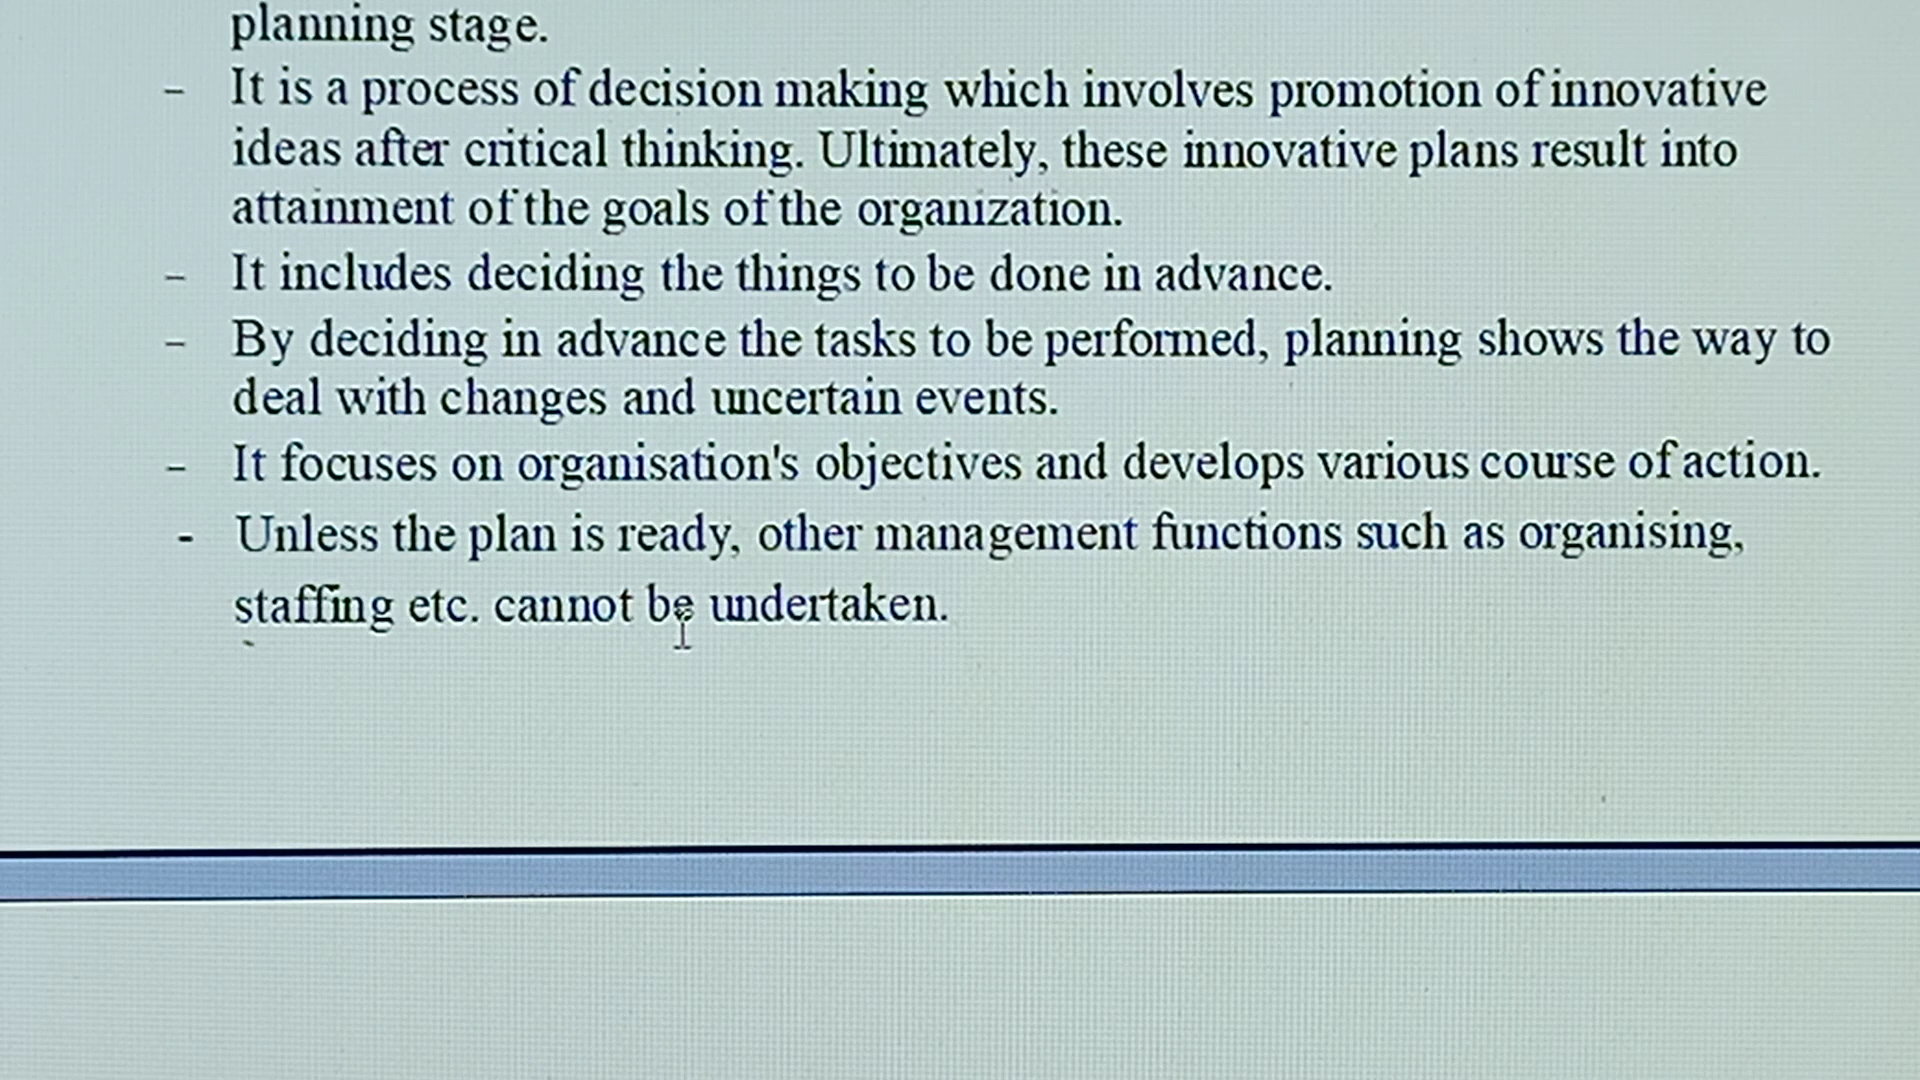 planning stage.
- It is a process of decision making which involves promotion of innovative
ideas after critical thinking. Ultimately, these innovative plans result into
attainment of the goals of the organization.
- It includes deciding the things to be done in advance.
- By deciding in advance the tasks to be performed, planning shows the way to
deal with changes and uncertain events.
- It focuses on organisation's objectives and develops various course of action.
- Unless the plan is ready, other management functions such as organising,
staffing etc. cannot be undertaken.